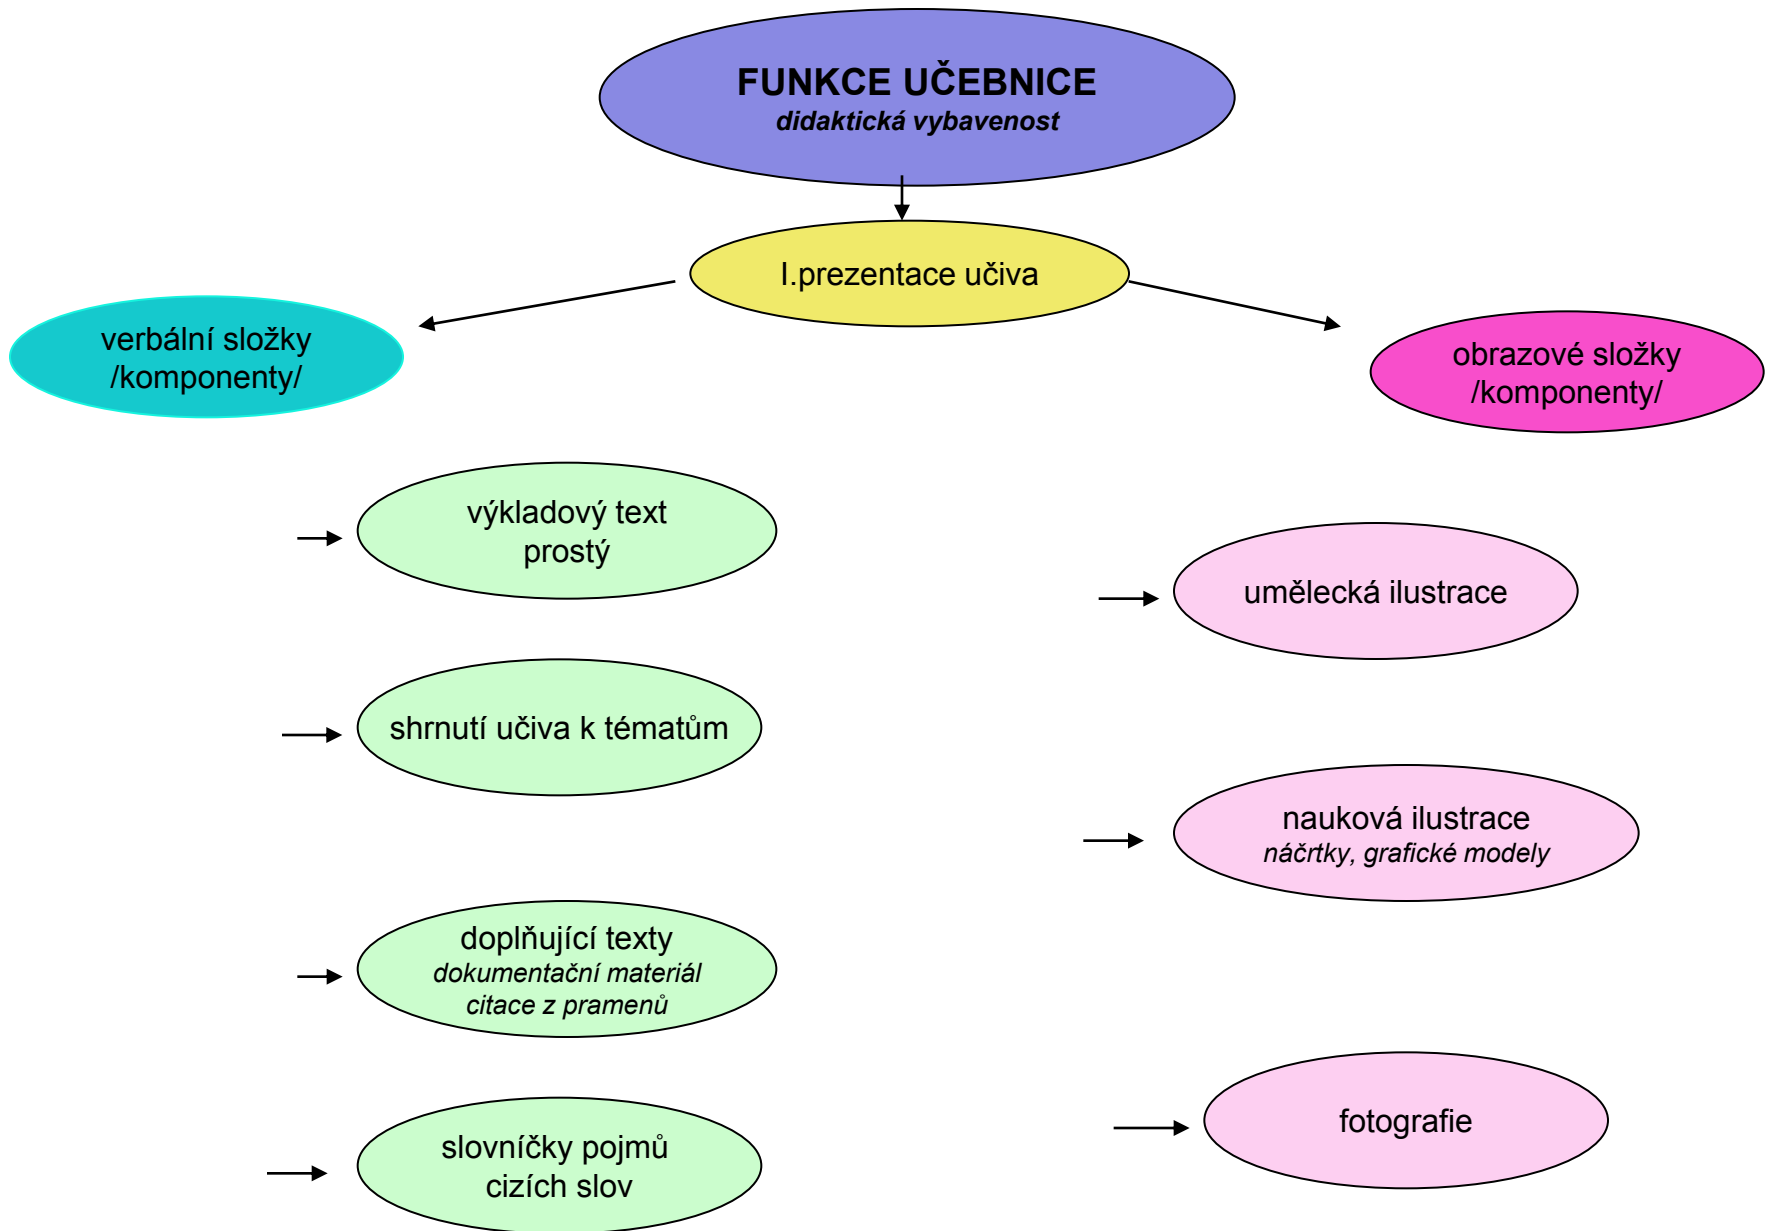 FUNKCE UČEBNICE
didaktická vybavenost
I.prezentace učiva
verbální složky
/komponenty/
obrazové složky
/komponenty/
výkladový text
prostý
umělecká ilustrace
shrnutí učiva k tématům
nauková ilustrace
náčrtky, grafické modely
doplňující texty
dokumentační materiál
citace z pramenů
fotografie
slovníčky pojmů
cizích slov